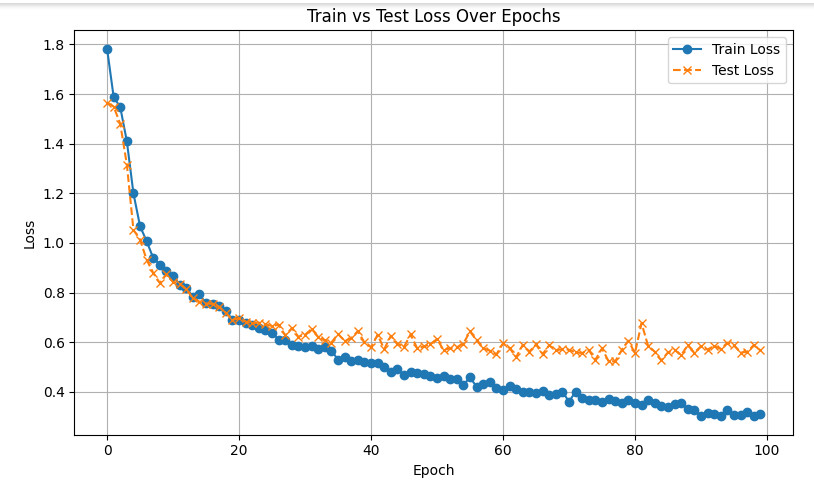 Train vs Test Loss Over Epochs
Train Loss
Test Loss
1.8
1.6
1.4
1.2
1.0
0.8
0.6
0.4
Loss
0 20 40 60 80 100
Epoch